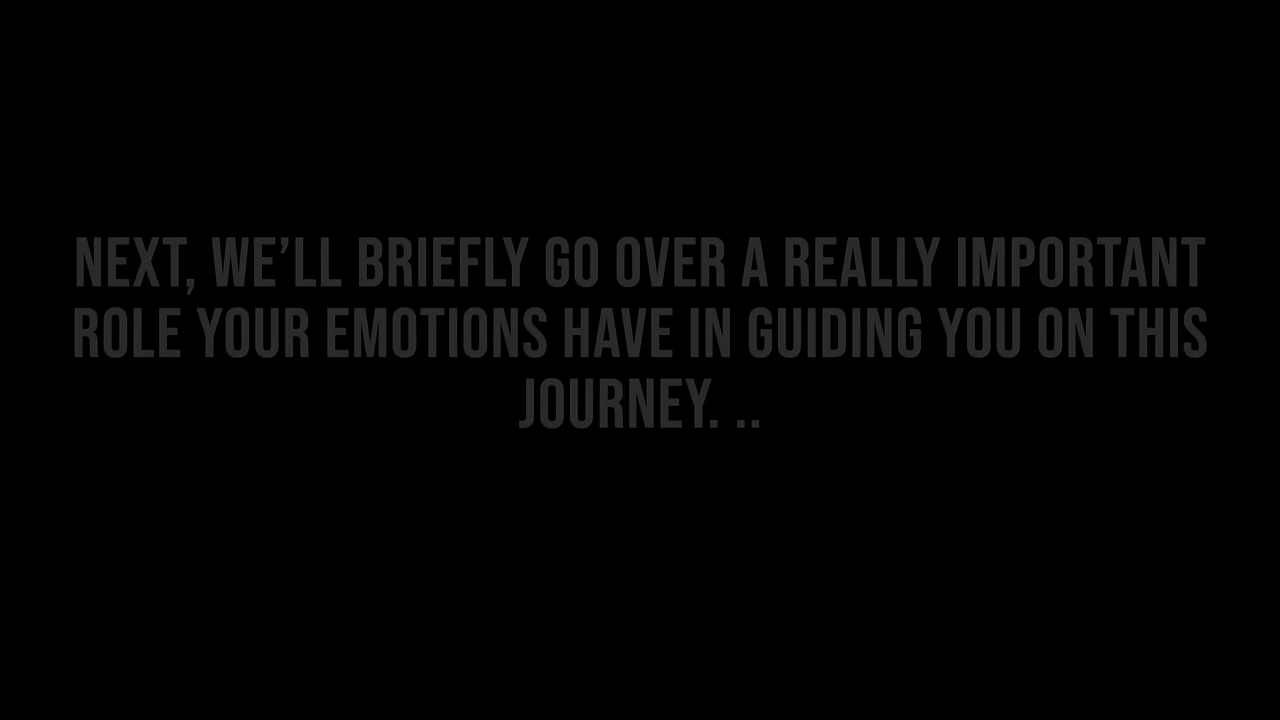 NEXT, WE’LL BRIEFLY GO OVER A REALLY IMPORTANT
ROLE YOUR EMOTIONS HAVE IN GUIDING YOU ON THIS
JOURNEY. ..